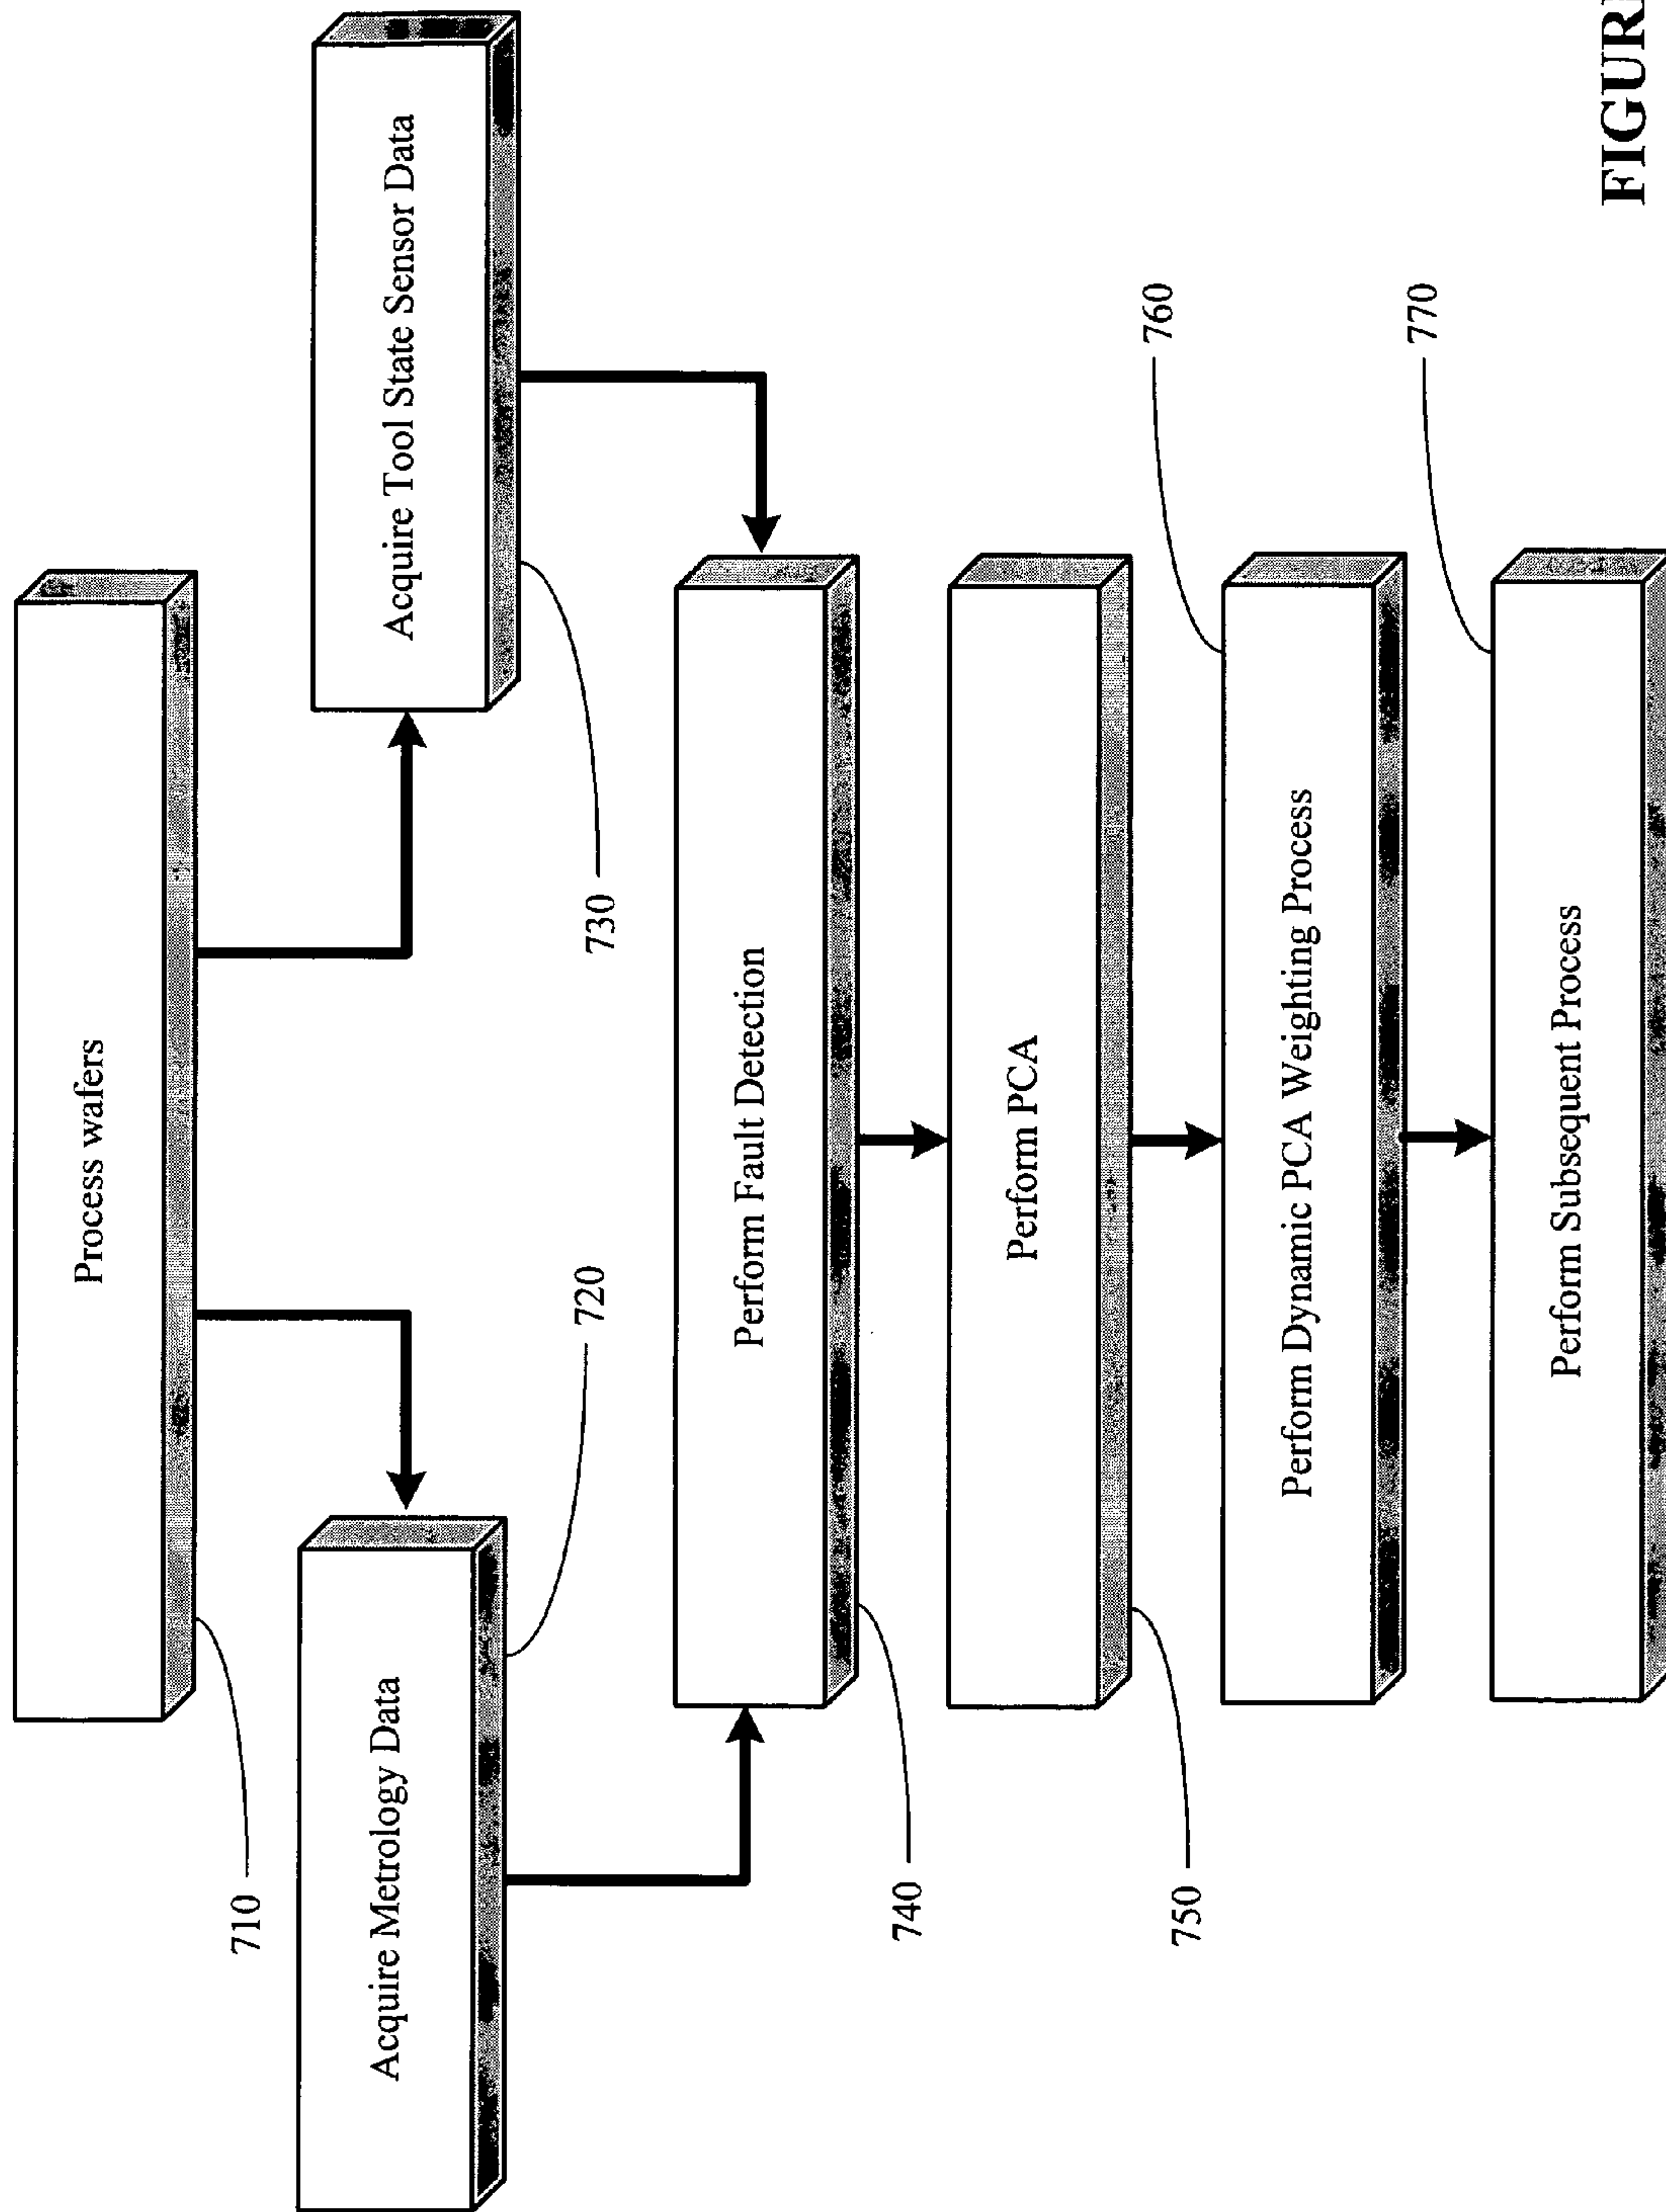 Process wafers
710
Acquire Metrology Data
720
Acquire Tool State Sensor Data
730
Perform Fault Detection
740
Perform PCA
750
Perform Dynamic PCA Weighting Process
760
Perform Subsequent Process
770